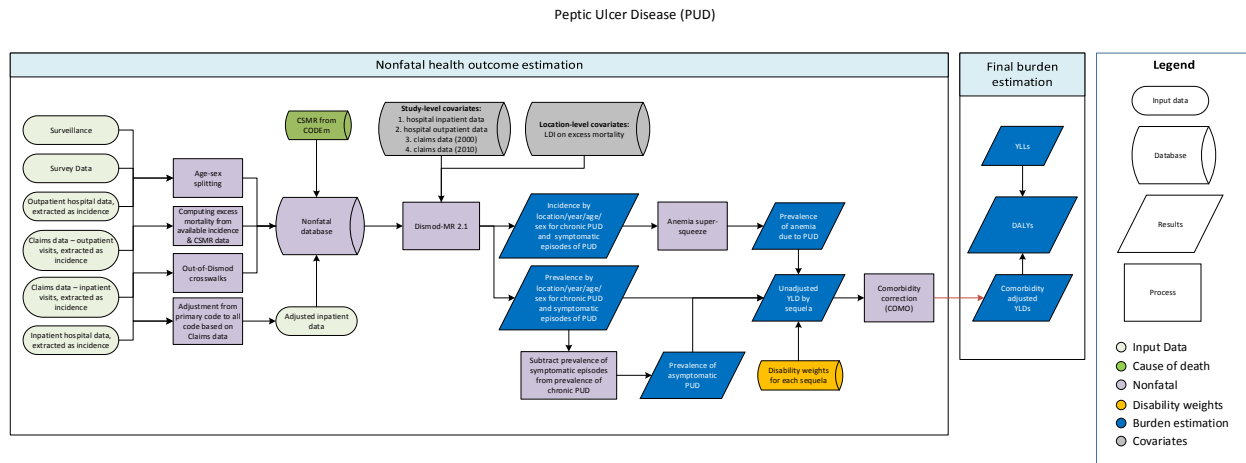 Peptic Ulcer Disease (PUD)
Nonfatal health outcome estimation
Surveillance
Survey Data
Outpatient hospital data,
extracted as incidence
Claims data – outpatient
visits, extracted as
incidence
Claims data – inpatient
visits, extracted as
incidence
Inpatient hospital data,
extracted as incidence
Age-sex
splitting
Computing excess
mortality from
available incidence
& CSMR data
Out-of-Dismod
crosswalks
Adjustment from
primary code to all
code based on
Claims data
CSMR from
CODEm
Nonfatal
database
Adjusted inpatient
data
Study-level covariates:
1. hospital inpatient data
2. hospital outpatient data
3. claims data (2000)
4. claims data (2010)
Location-level covariates:
LDI on excess mortality
Dismod-MR 2.1
Incidence by
location/year/age/
sex for chronic PUD
and symptomatic
episodes of PUD
Prevalence by
location/year/age/
sex for chronic PUD
and symptomatic
episodes of PUD
Subtract prevalence of
symptomatic episodes
from prevalence of
chronic PUD
Anemia super-
squeeze
Prevalence of
asymptomatic
PUD
Prevalence
of anemia
due to PUD
Unadjusted
YLD by
sequela
Disability weights
for each sequela
Comorbidity
correction
(COMO)
Final burden
estimation
YLLs
DALYs
Comorbidity
adjusted
YLDs
Legend
Input data
Database
Results
Process
Input Data
Cause of death
Nonfatal
Disability weights
Burden estimation
Covariates